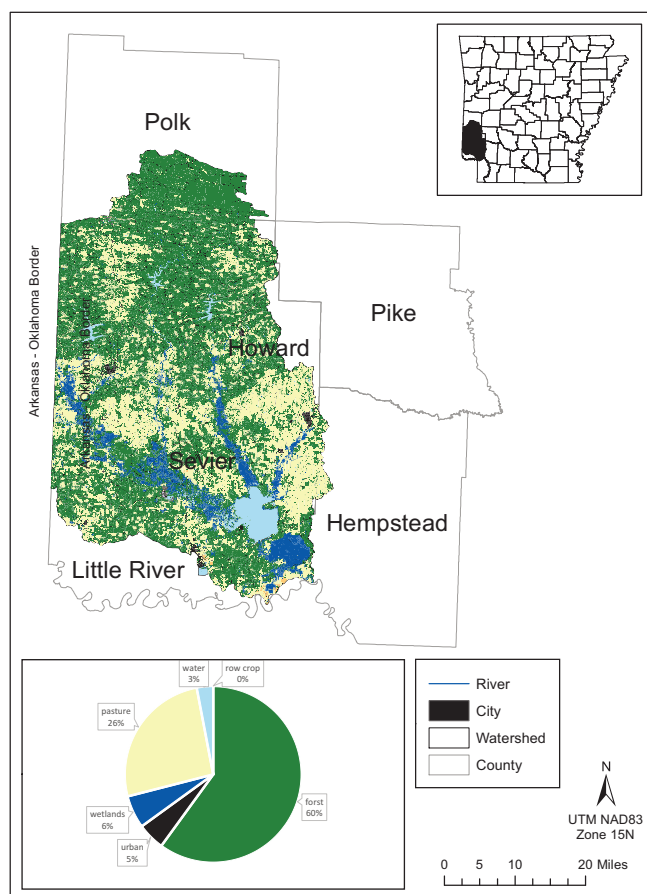 Polk
Arkansas - Oklahoma Border
Arkansas - Oklahoma Border
Pike
Howard
Sevier
Hempstead
Little River
water
3%
row crop
0%
pasture
26%
wetlands
6%
urban
5%
forst
60%
River
City
Watershed
County
N
UTM NAD83
Zone 15N
0 5 10 20 Miles